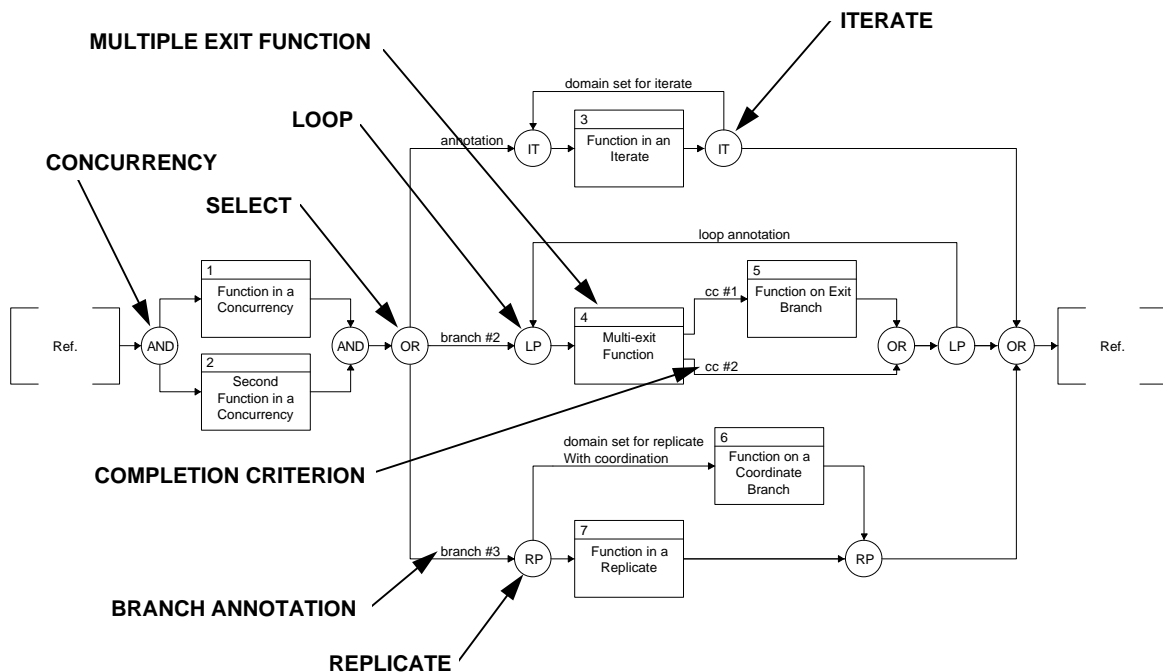 ITERATE
MULTIPLE EXIT FUNCTION
domain set for iterate
LOOP
3
annotation
IT
Function in an
Iterate
IT
CONCURRENCY
SELECT
loop annotation
1
Function in a
Concurrency
5
Function on Exit
Branch
cc #1
4
Multi-exit
Function
Ref.
AND
AND
OR
branch #2
LP
OR
LP
OR
Ref.
cc #2
2
Second
Function in a
Concurrency
6
Function on a
Coordinate
Branch
domain set for replicate
With coordination
COMPLETION CRITERION
7
Function in a
Replicate
branch #3
RP
RP
BRANCH ANNOTATION
REPLICATE